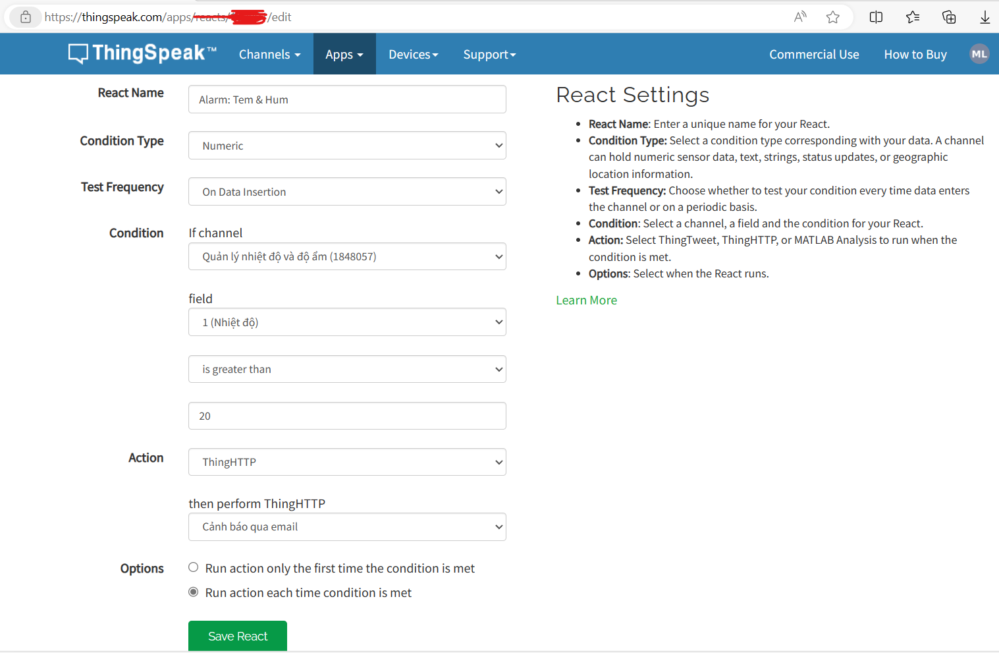 https://thingspeak.com/apps/reacts/ /edit
ThingSpeak™ Channels Apps Devices Support Commercial Use How to Buy ML
React Name
Alarm: Tem & Hum
Condition Type
Numeric
Test Frequency
On Data Insertion
Condition
If channel
Quản lý nhiệt độ và độ ẩm (1848057)
field
1 (Nhiệt độ)
is greater than
20
Action
ThingHTTP
then perform ThingHTTP
Cảnh báo qua email
Options
Run action only the first time the condition is met
Run action each time condition is met
Save React
React Settings
• React Name: Enter a unique name for your React.
• Condition Type: Select a condition type corresponding with your data. A channel
can hold numeric sensor data, text, strings, status updates, or geographic
location information.
• Test Frequency: Choose whether to test your condition every time data enters
the channel or on a periodic basis.
• Condition: Select a channel, a field and the condition for your React.
• Action: Select ThingTweet, ThingHTTP, or MATLAB Analysis to run when the
condition is met.
• Options: Select when the React runs.
Learn More